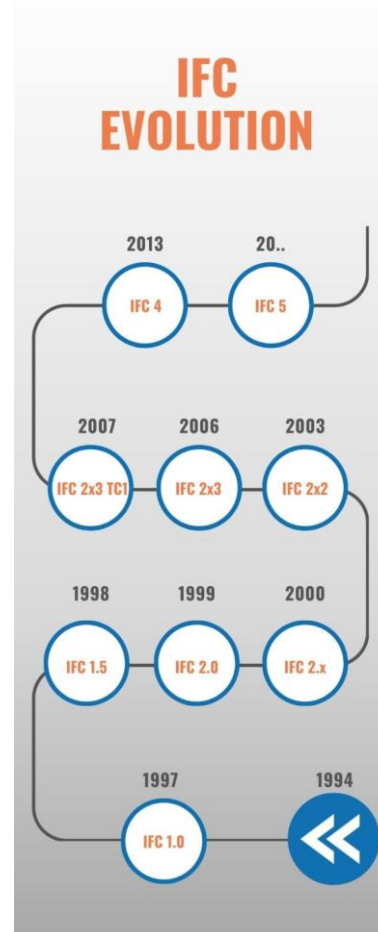 IFC
EVOLUTION
2013 20..
IFC 4 IFC 5
2007 2006 2003
IFC 2x3 TC1 IFC 2x3 IFC 2x2
1998 1999 2000
IFC 1.5 IFC 2.0 IFC 2.x
1997 1994
IFC 1.0